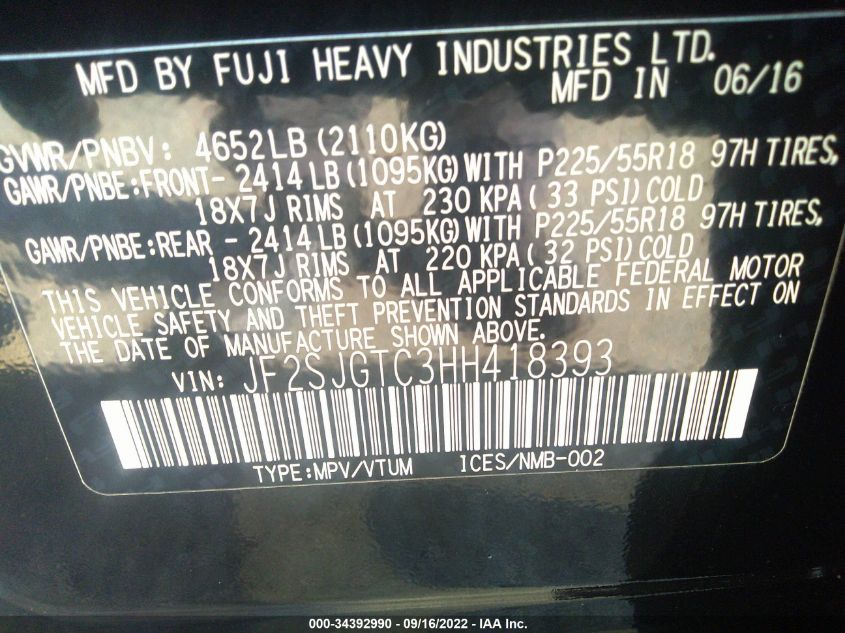 MFD BY FUJI HEAVY INDUSTRIES LTD.
MFD IN 06/16
GVWR/PNBV: 4652LB (2110KG)
GAWR/PNBE:FRONT- 2414 LB (1095KG) WITH P225/55R18 97H TIRES,
18X7J RIMS AT 230 KPA ( 33 PSI) COLD
GAWR/PNBE:REAR - 2414 LB (1095KG) WITH P225/55R18 97H TIRES,
18X7J RIMS AT 220 KPA ( 32 PSI) COLD
THIS VEHICLE CONFORMS TO ALL APPLICABLE FEDERAL MOTOR
VEHICLE SAFETY AND THEFT PREVENTION STANDARDS IN EFFECT ON
THE DATE OF MANUFACTURE SHOWN ABOVE.
VIN: JF2SJGTC3HH418393
TYPE:MPV/VTUM ICES/NMB-002
000-34392990 - 09/16/2022 - IAA Inc.